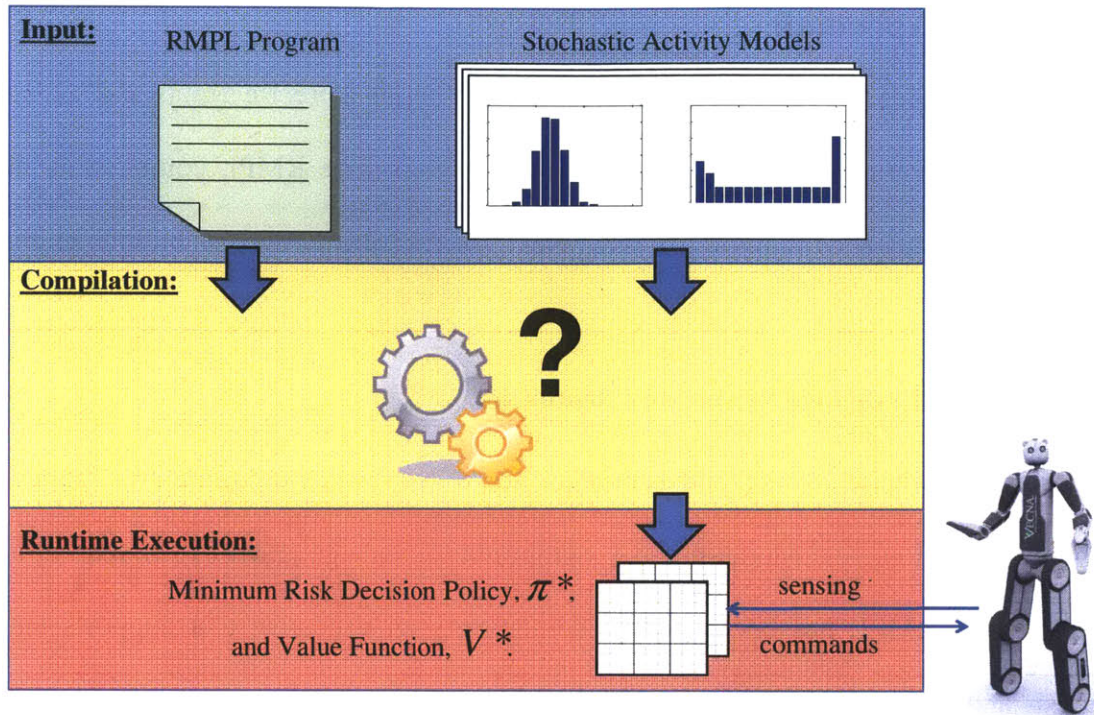 Input:
RMPL Program
Stochastic Activity Models
Compilation:
?
Runtime Execution:
Minimum Risk Decision Policy, π*,
and Value Function, V*.
sensing
commands
VECNA